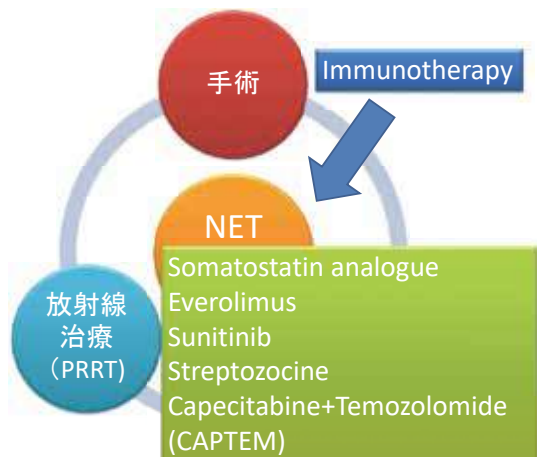 手術
Immunotherapy
NET
Somatostatin analogue
Everolimus
Sunitinib
Streptozocine
Capecitabine+Temozolomide
(CAPTEM)
放射線
治療
（PRRT)